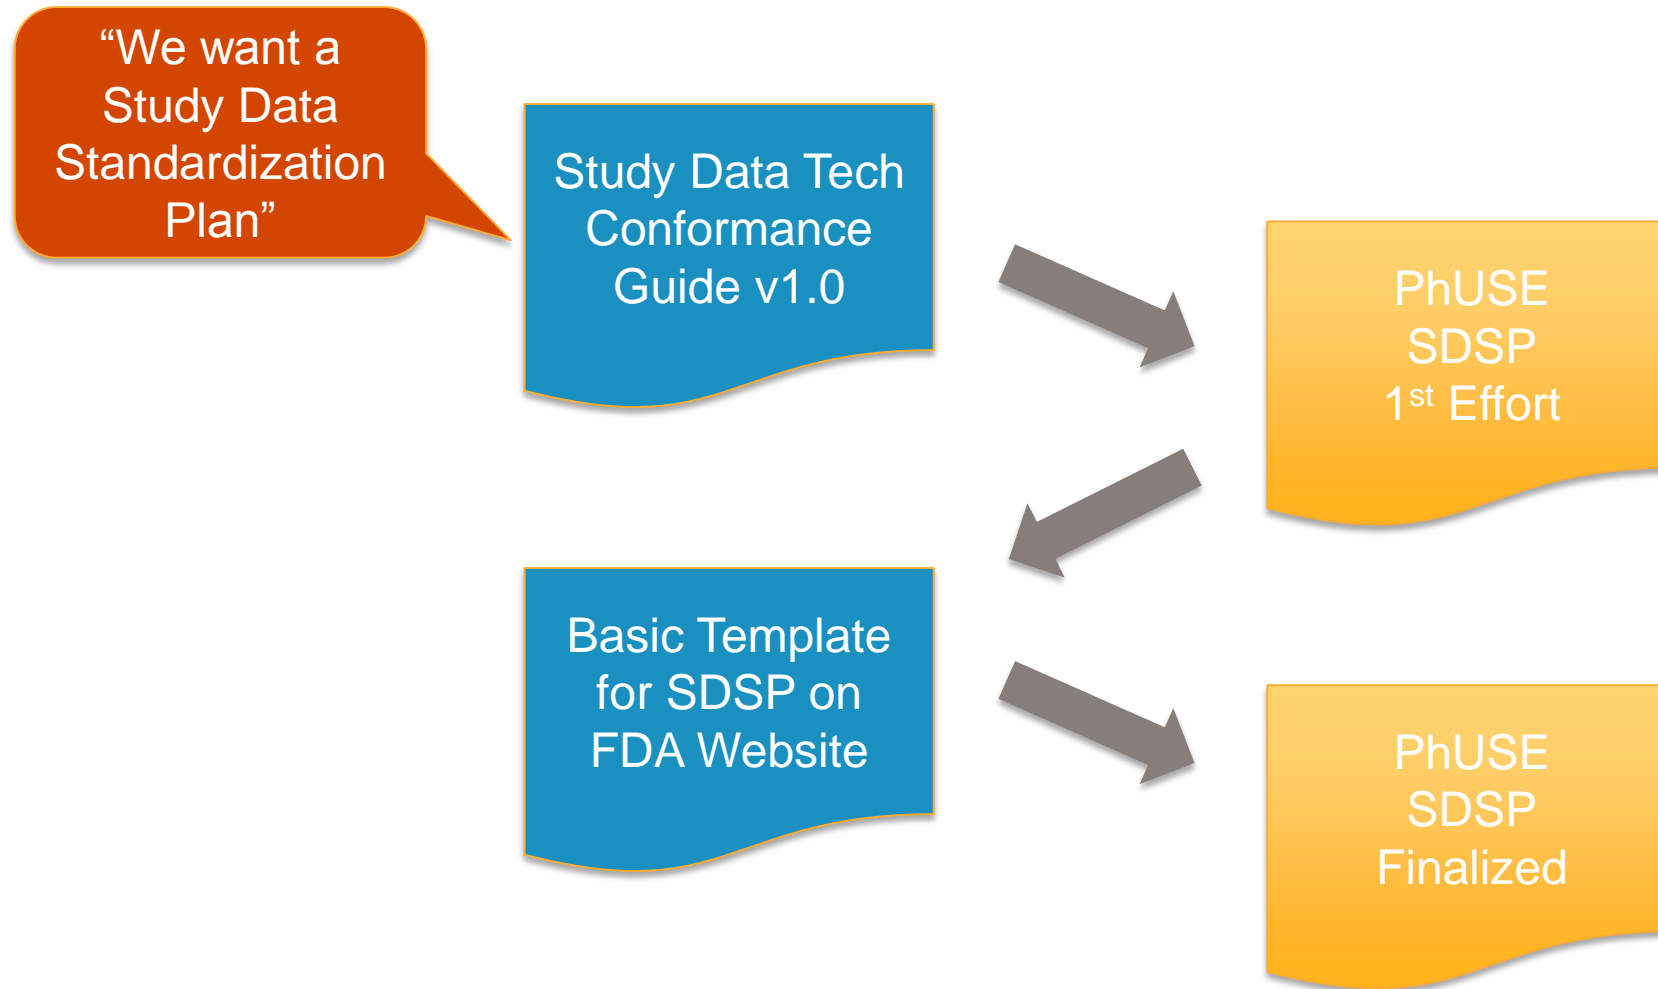 “We want a
Study Data
Standardization
Plan”
Study Data Tech
Conformance
Guide v1.0
PhUSE
SDSP
1st Effort
Basic Template
for SDSP on
FDA Website
PhUSE
SDSP
Finalized